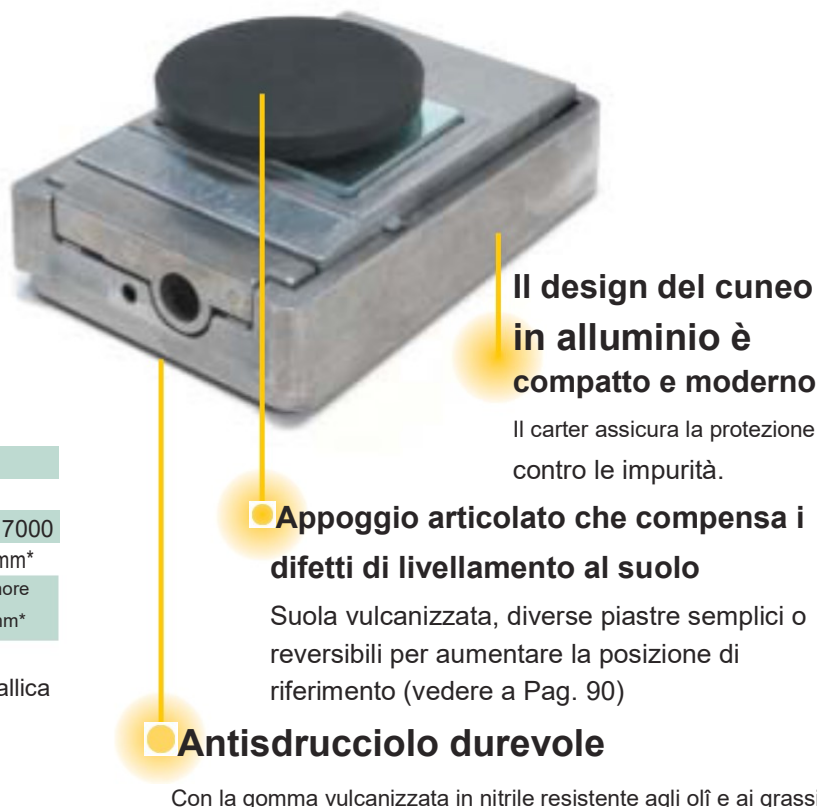 Il design del cuneo
in alluminio è
compatto e moderno
Il carter assicura la protezione
contro le impurità.
7000
mm*
Appoggio articolato che compensa i
difetti di livellamento al suolo
Suola vulcanizzata, diverse piastre semplici o
reversibili per aumentare la posizione di
riferimento (vedere a Pag. 90)
Antisdrucciolo durevole
Con la gomma vulcanizzata in nitrile resistente agli olî e ai grassi